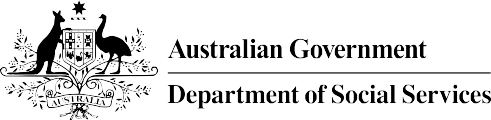 Australian Government
Department of Social Services
AUSTRALIA